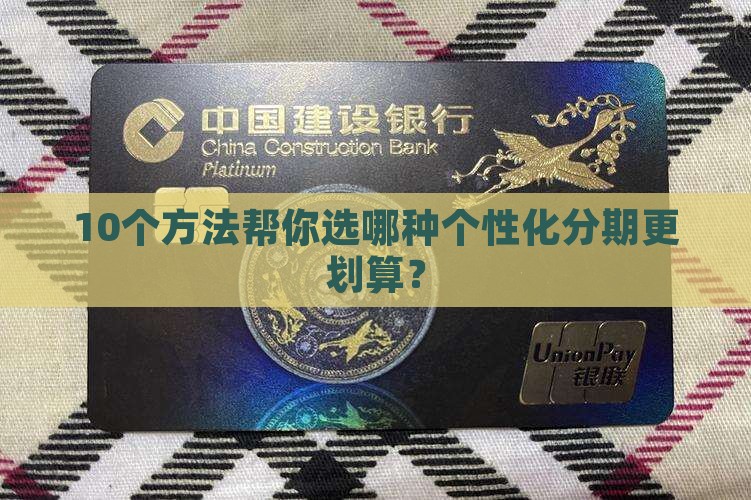 中国建设银行
China Construction Bank
Platinum
10个方法帮你选哪种个性化分期更
划算？
UnionPay
银联